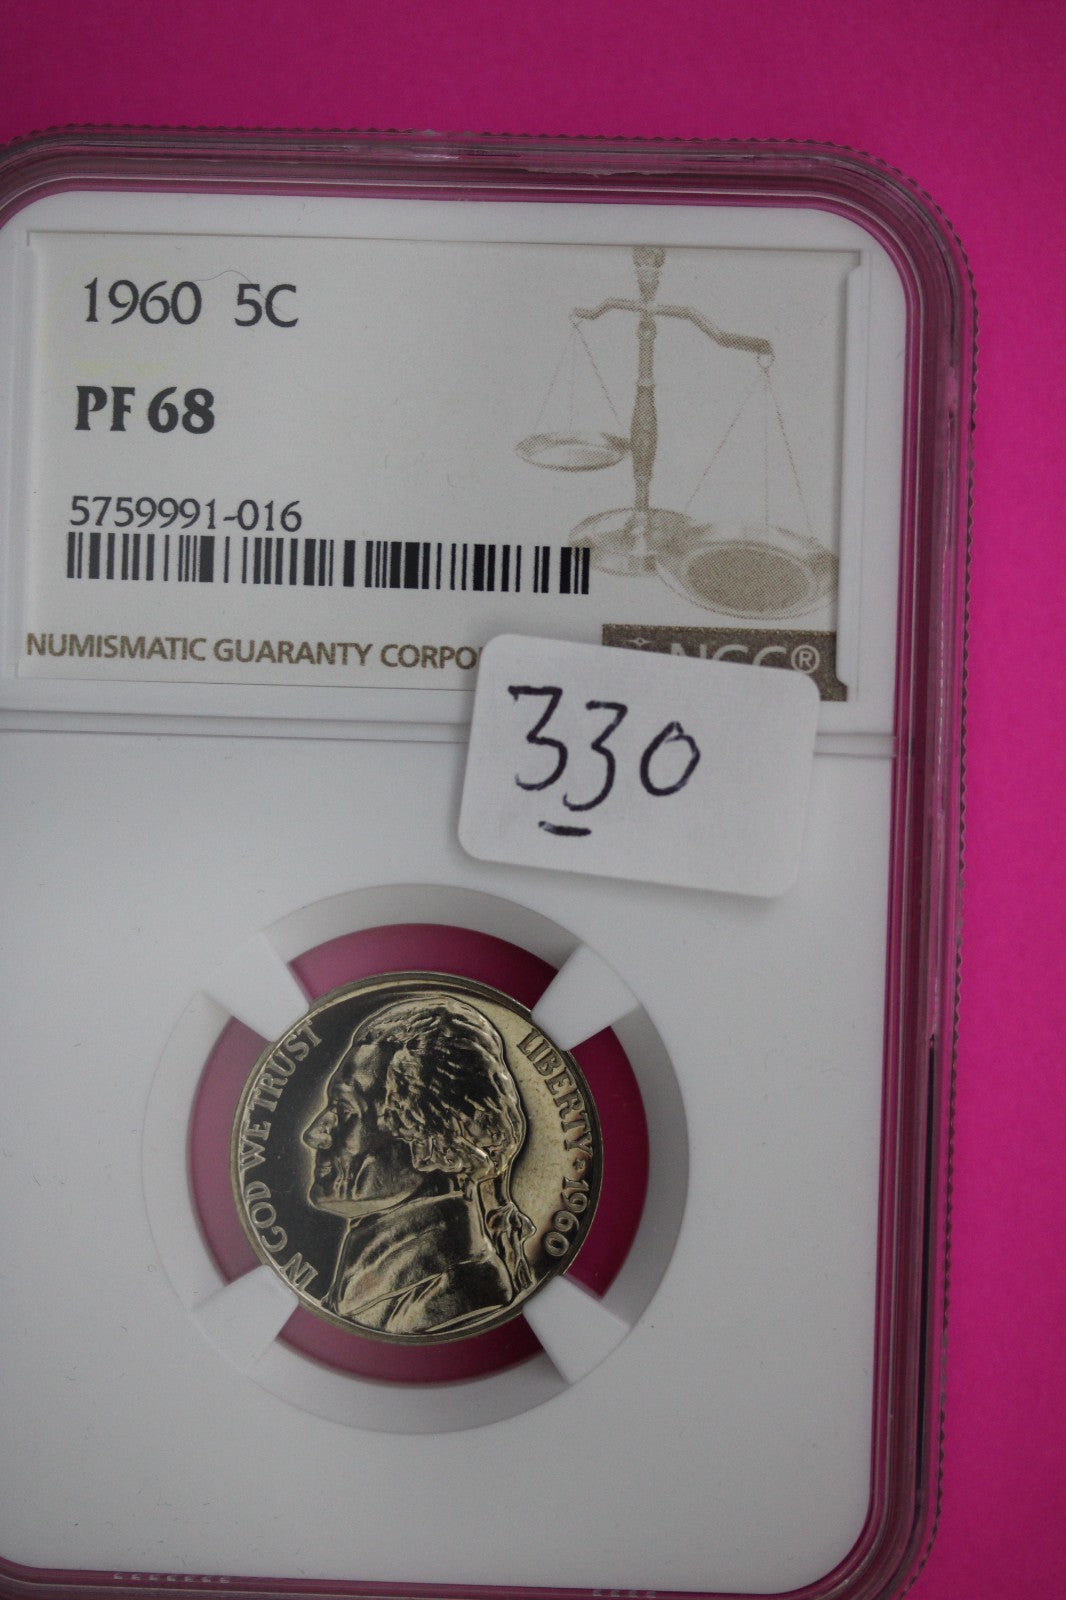 1960 5C
PF 68
5759991-016
NUMISMATIC GUARANTY CORPO
NGC®
330
IN GOD WE TRUST
LIBERTY 1960